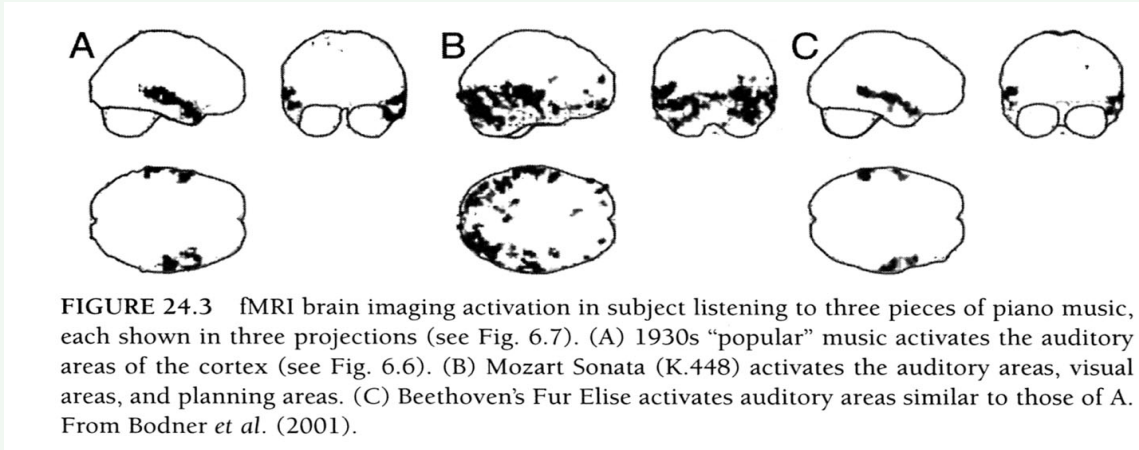 A B C
FIGURE 24.3 fMRI brain imaging activation in subject listening to three pieces of piano music,
each shown in three projections (see Fig. 6.7). (A) 1930s “popular” music activates the auditory
areas of the cortex (see Fig. 6.6). (B) Mozart Sonata (K.448) activates the auditory areas, visual
areas, and planning areas. (C) Beethoven’s Fur Elise activates auditory areas similar to those of A.
From Bodner et al. (2001).